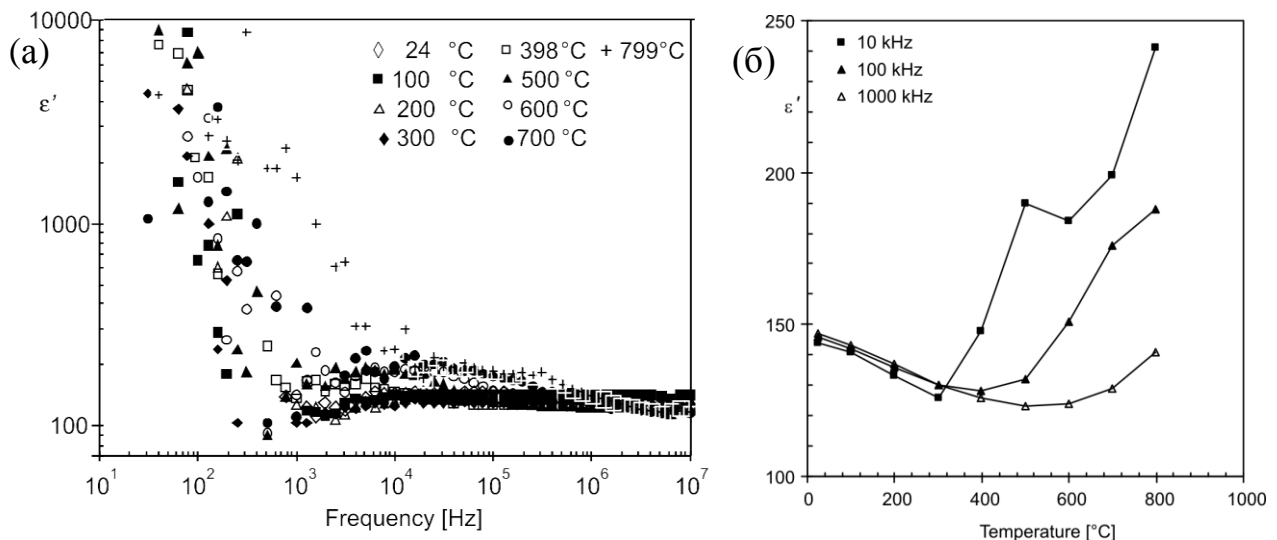 (а)
ε'
10000
1000
100
24 °C
100 °C
200 °C
300 °C
398°C
500 °C
600 °C
700 °C
+ 799°C
10¹ 10² 10³ 10⁴ 10⁵ 10⁶ 10⁷
Frequency [Hz]
(б)
ε'
250
200
150
100
10 kHz
100 kHz
1000 kHz
0 200 400 600 800 1000
Temperature [°C]